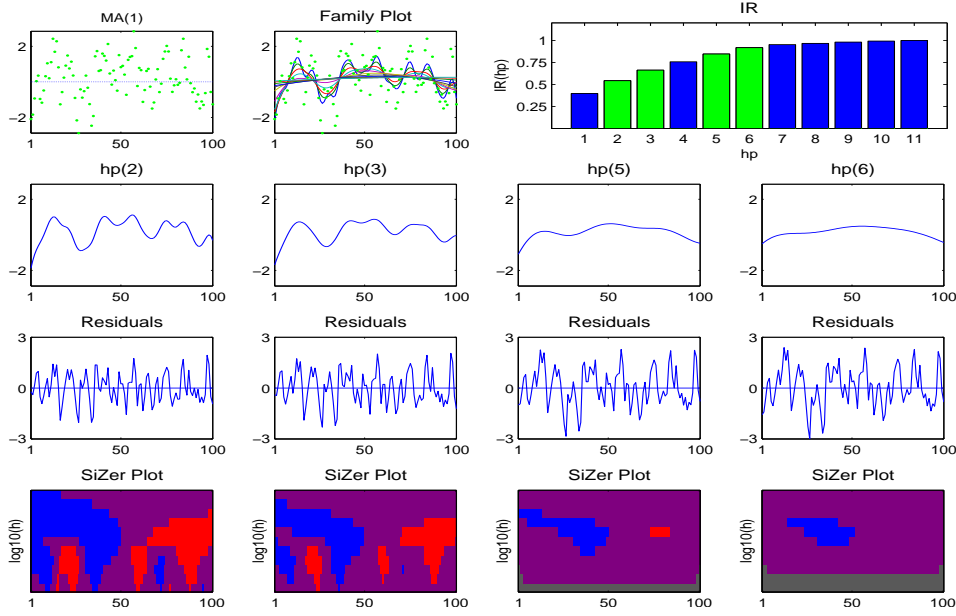 MA(1)
2
0
−2
1 50 100
Family Plot
2
−2
1 50 100
IR
IR(hp)
1
0.75
0.5
0.25
1 2 3 4 5 6 7 8 9 10 11
hp
hp(2)
2
−2
1 50 100
hp(3)
2
−2
1 50 100
hp(5)
2
−2
1 50 100
hp(6)
2
−2
1 50 100
Residuals
3
0
−3
1 50 100
Residuals
3
0
−3
1 50 100
Residuals
3
0
−3
1 50 100
Residuals
3
0
−3
1 50 100
SiZer Plot
log10(h)
1 50 100
SiZer Plot
log10(h)
1 50 100
SiZer Plot
log10(h)
1 50 100
SiZer Plot
log10(h)
1 50 100